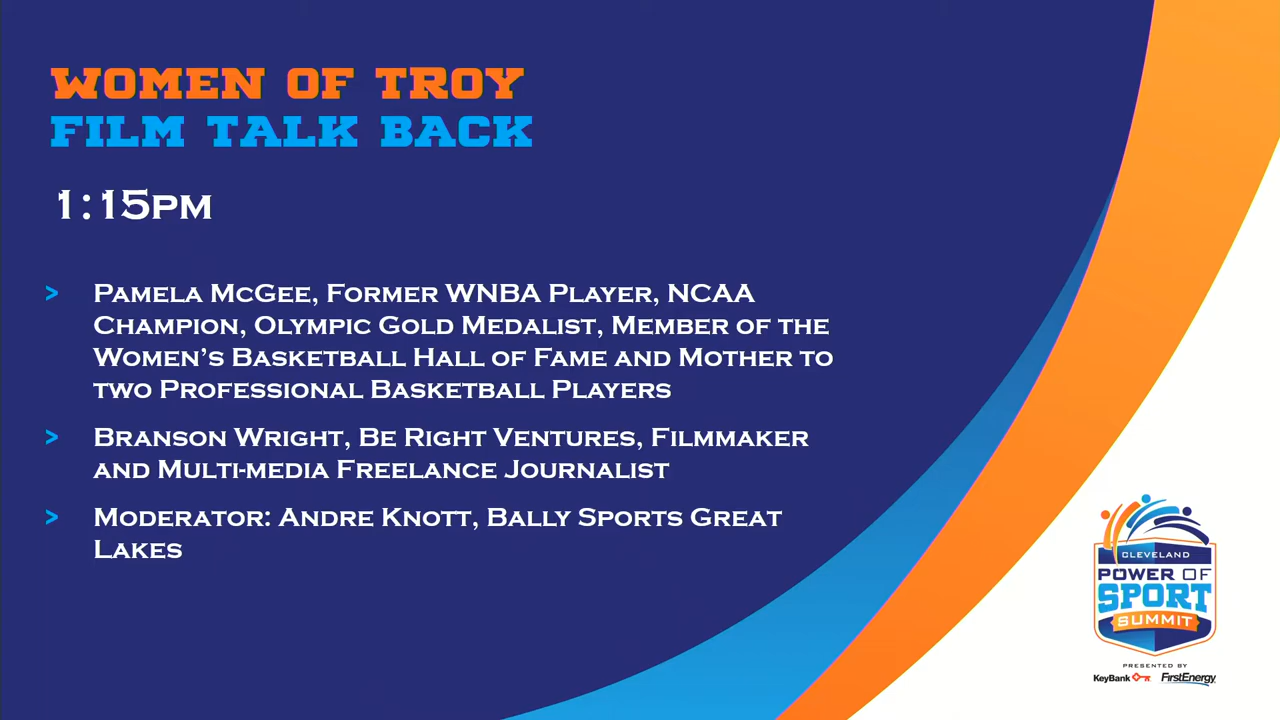 WOMEN OF TROY
FILM TALK BACK
1:15PM
> PAMELA MCGEE, FORMER WNBA PLAYER, NCAA
CHAMPION, OLYMPIC GOLD MEDALIST, MEMBER OF THE
WOMEN'S BASKETBALL HALL OF FAME AND MOTHER TO
TWO PROFESSIONAL BASKETBALL PLAYERS
> BRANSON WRIGHT, BE RIGHT VENTURES, FILMMAKER
AND MULTI-MEDIA FREELANCE JOURNALIST
> MODERATOR: ANDRE KNOTT, BALLY SPORTS GREAT
LAKES
CLEVELAND
POWER OF
SPORT
SUMMIT
PRESENTED BY
KeyBank FirstEnergy